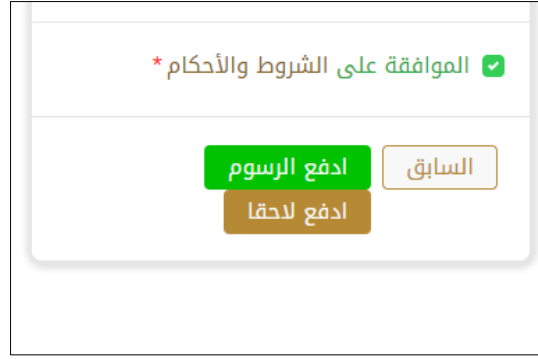 الموافقة على الشروط والأحكام *
السابق
ادفع الرسوم
ادفع لاحقا